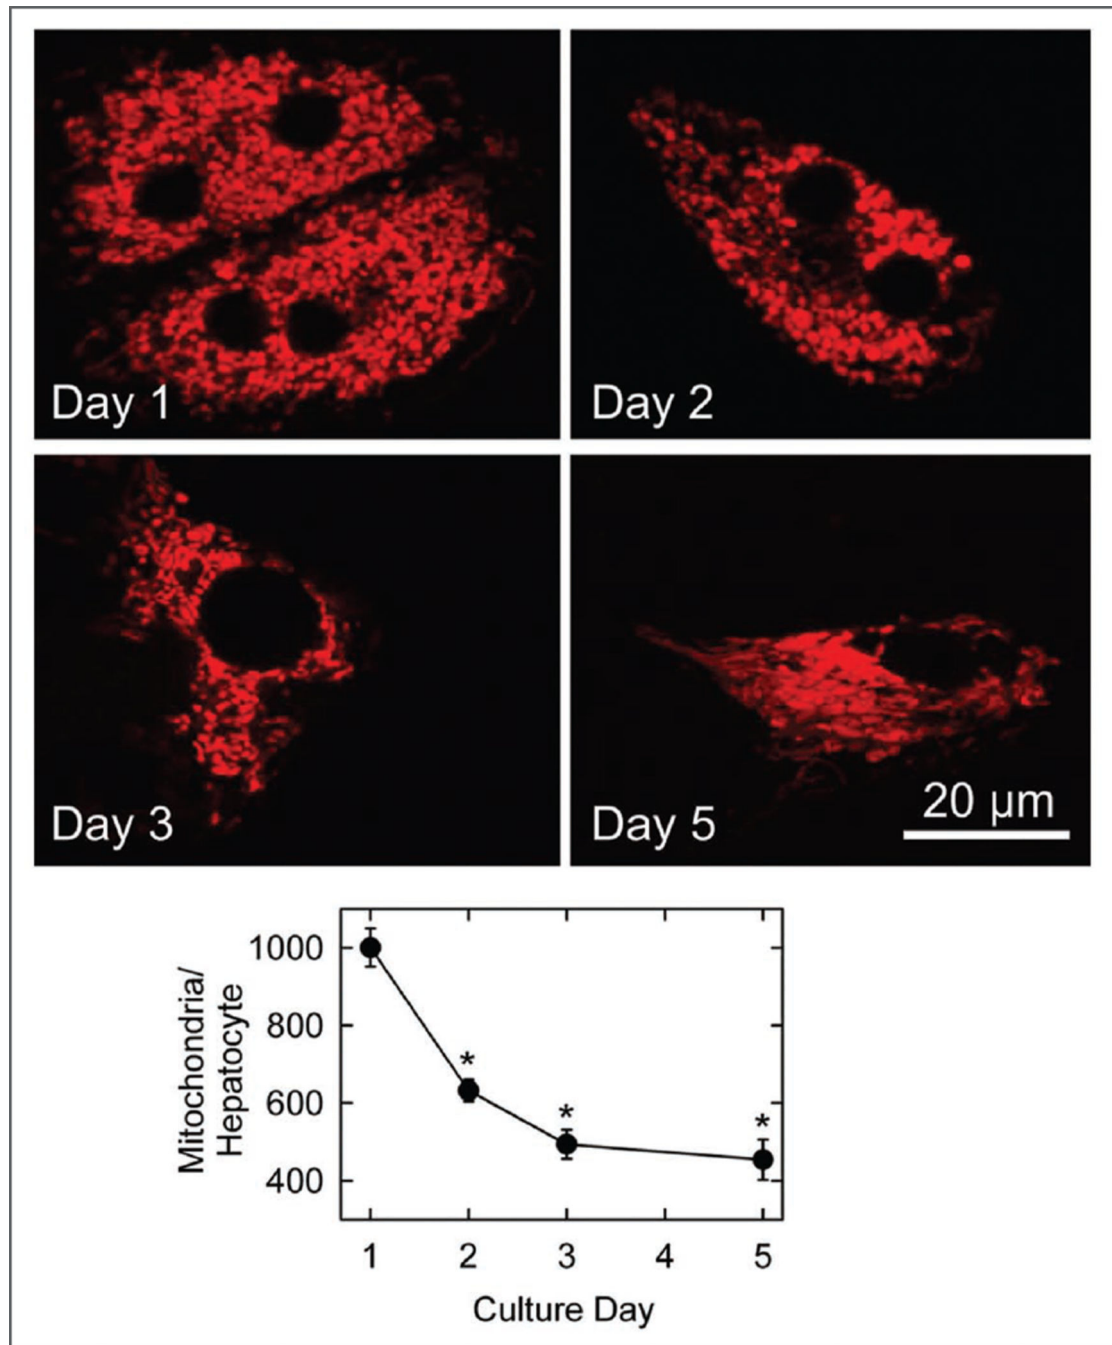 Day 1
Day 2
Day 3
Day 5
20 μm
Mitochondria/
Hepatocyte
1000
800
600
400
*
*
*
1 2 3 4 5
Culture Day